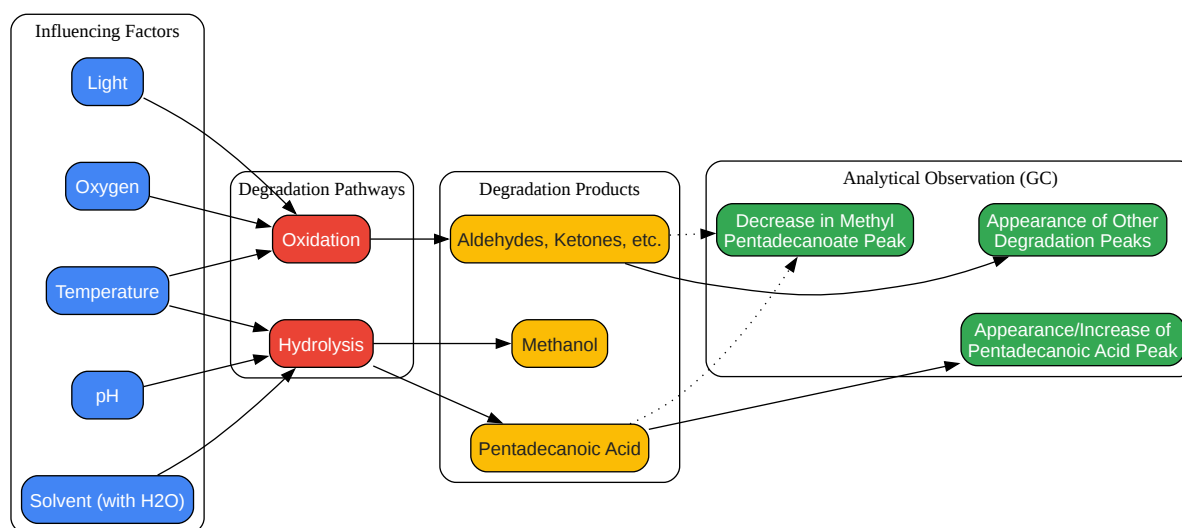 Influencing Factors
Light
Oxygen
Temperature
pH
Solvent (with H2O)
Degradation Pathways
Oxidation
Hydrolysis
Degradation Products
Aldehydes, Ketones, etc.
Methanol
Pentadecanoic Acid
Analytical Observation (GC)
Decrease in Methyl
Pentadecanoate Peak
Appearance of Other
Degradation Peaks
Appearance/Increase of
Pentadecanoic Acid Peak